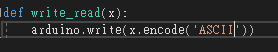 def write_read(x):
    arduino.write(x.encode('ASCII'))